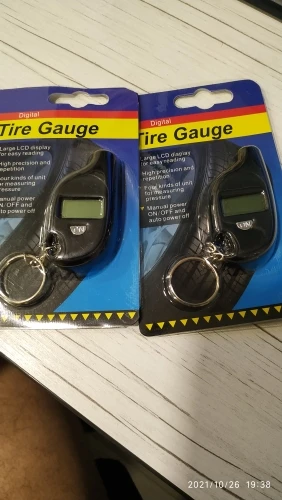 Digital
Tire Gauge
Large LCD display
for easy reading
High precision and
repetition
Four kinds of unit
for measuring
pressure
Manual power
ON/OFF and
auto power off
ON
Digital
Tire Gauge
Large LCD display
for easy reading
High precision and
repetition
Four kinds of unit
for measuring
pressure
Manual power
ON/OFF and
auto power off
ON
2021/10/26 19:38